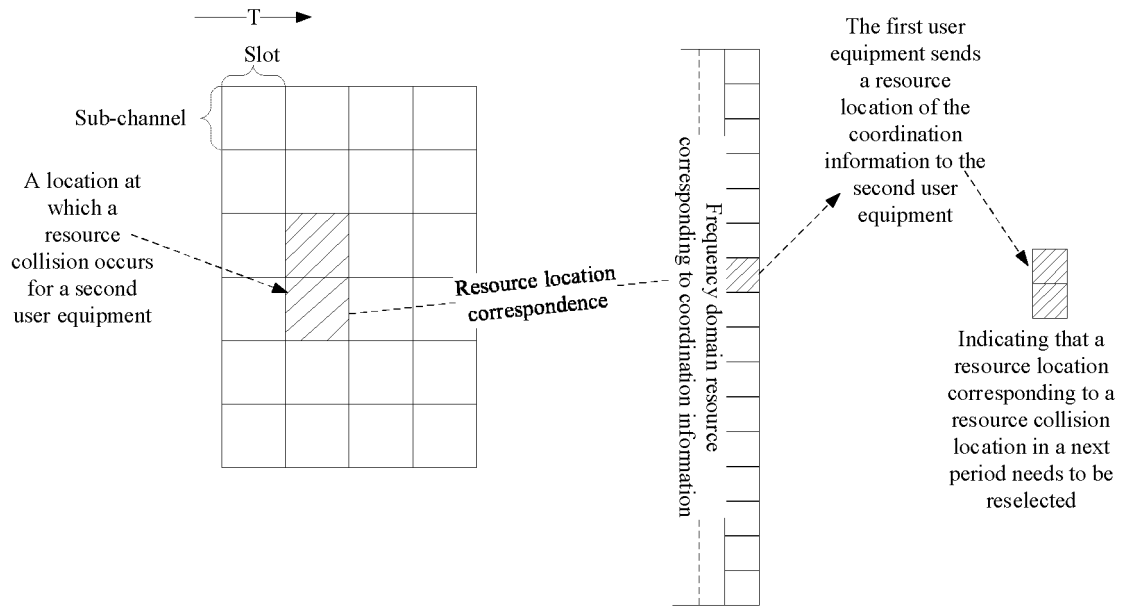 T
Slot
Sub-channel
A location at
which a
resource
collision occurs
for a second
user equipment
Resource location
correspondence
Frequency domain resource
corresponding to coordination information
The first user
equipment sends
a resource
location of the
coordination
information to the
second user
equipment
Indicating that a
resource location
corresponding to a
resource collision
location in a next
period needs to be
reselected